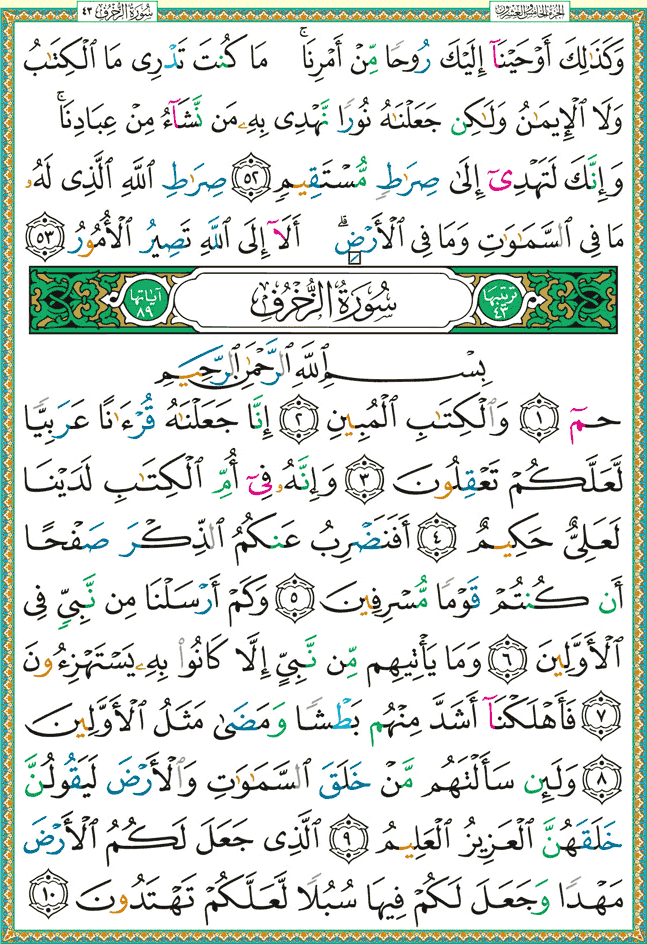 الجزء الخامس والعشرون
سورة الزخرف ٤٣
وَكَذَٰلِكَ أَوْحَيْنَآ إِلَيْكَ رُوحًا مِّنْ أَمْرِنَا ۚ مَا كُنتَ تَدْرِى مَا ٱلْكِتَٰبُ
وَلَا ٱلْإِيمَٰنُ وَلَٰكِن جَعَلْنَٰهُ نُورًا نَّهْدِى بِهِۦ مَن نَّشَآءُ مِنْ عِبَادِنَا ۚ
وَإِنَّكَ لَتَهْدِىٓ إِلَىٰ صِرَٰطٍ مُّسْتَقِيمٍ ٥٢ صِرَٰطِ ٱللَّهِ ٱلَّذِى لَهُۥ
مَا فِى ٱلسَّمَٰوَٰتِ وَمَا فِى ٱلْأَرْضِ ۗ أَلَآ إِلَى ٱللَّهِ تَصِيرُ ٱلْأُمُورُ ٥٣
ترتيبها ٤٣ سُورَةُ الزُّخْرُفِ آياتها ٨٩
بِسْمِ ٱللَّهِ ٱلرَّحْمَٰنِ ٱلرَّحِيمِ
حمٓ ١ وَٱلْكِتَٰبِ ٱلْمُبِينِ ٢ إِنَّا جَعَلْنَٰهُ قُرْءَٰنًا عَرَبِيًّا
لَّعَلَّكُمْ تَعْقِلُونَ ٣ وَإِنَّهُۥ فِىٓ أُمِّ ٱلْكِتَٰبِ لَدَيْنَا
لَعَلِىٌّ حَكِيمٌ ٤ أَفَنَضْرِبُ عَنكُمُ ٱلذِّكْرَ صَفْحًا
أَن كُنتُمْ قَوْمًا مُّسْرِفِينَ ٥ وَكَمْ أَرْسَلْنَا مِن نَّبِىٍّ فِى
ٱلْأَوَّلِينَ ٦ وَمَا يَأْتِيهِم مِّن نَّبِىٍّ إِلَّا كَانُوا۟ بِهِۦ يَسْتَهْزِءُونَ
٧ فَأَهْلَكْنَآ أَشَدَّ مِنْهُم بَطْشًا وَمَضَىٰ مَثَلُ ٱلْأَوَّلِينَ
٨ وَلَئِن سَأَلْتَهُم مَّنْ خَلَقَ ٱلسَّمَٰوَٰتِ وَٱلْأَرْضَ لَيَقُولُنَّ
خَلَقَهُنَّ ٱلْعَزِيزُ ٱلْعَلِيمُ ٩ ٱلَّذِى جَعَلَ لَكُمُ ٱلْأَرْضَ
مَهْدًا وَجَعَلَ لَكُمْ فِيهَا سُبُلًا لَّعَلَّكُمْ تَهْتَدُونَ ١٠